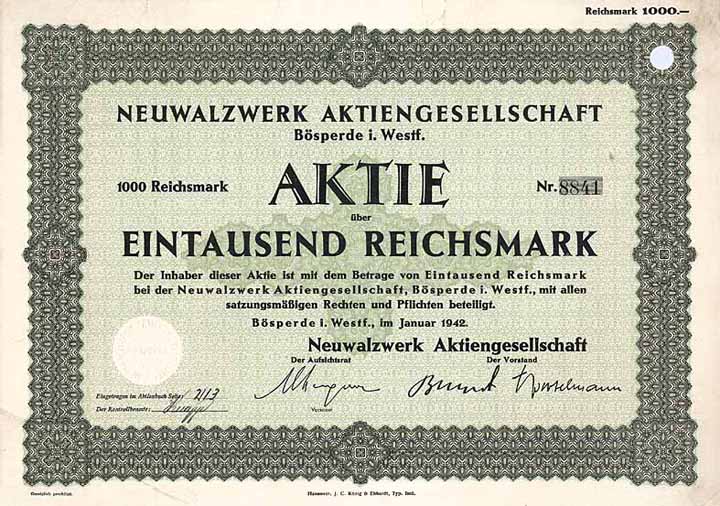 Reichsmark 1000.—
NEUWALZWERK AKTIENGESELLSCHAFT
Bösperde i. Westf.
1000 Reichsmark AKTIE Nr. 8841
über
EINTAUSEND REICHSMARK
Der Inhaber dieser Aktie ist mit dem Betrage von Eintausend Reichsmark
bei der Neuwalzwerk Aktiengesellschaft, Bösperde i. Westf., mit allen
satzungsmäßigen Rechten und Pflichten beteiligt.
Bösperde i. Westf., im Januar 1942.
Neuwalzwerk Aktiengesellschaft
Der Aufsichtsrat Der Vorstand
Eingetragen im Aktienbuch Seite 213
Der Kontrollbeamte:
Vorsitzer
Hannover, J. C. König & Ebhardt, Typ. Inst.